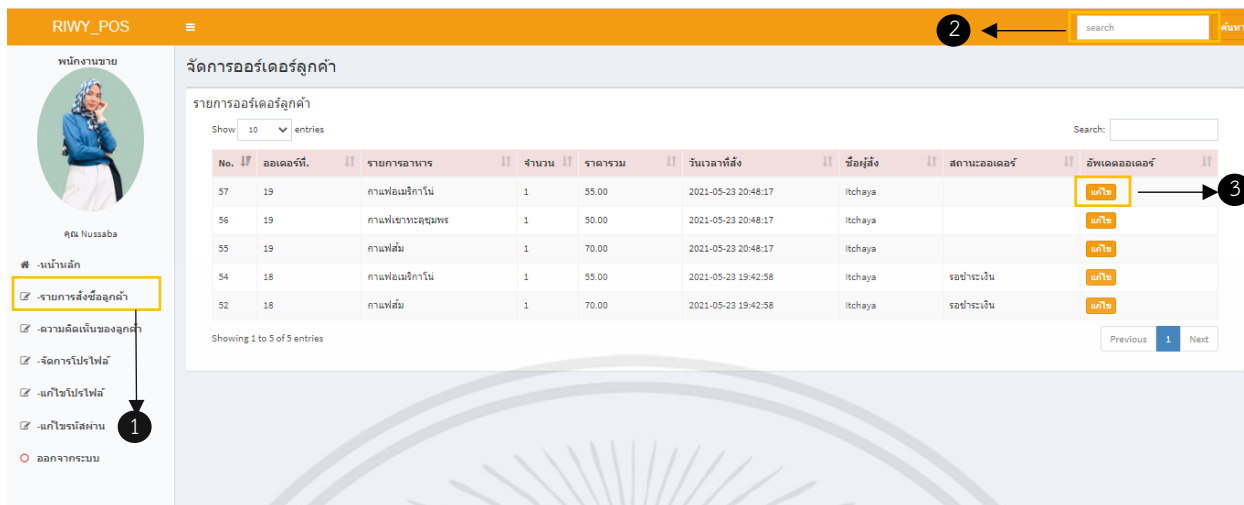 RIWY_POS
search
ค้นหา
2
พนักงานขาย
คุณ Nussaba
-หน้าหลัก
-รายการสั่งซื้อลูกค้า
-ความคิดเห็นของลูกค้า
-จัดการโปรไฟล์
-แก้ไขโปรไฟล์
-แก้ไขรหัสผ่าน
1
ออกจากระบบ
จัดการออร์เดอร์ลูกค้า
รายการออร์เดอร์ลูกค้า
Show 10 entries
Search:
No. ออเดอร์ที่. รายการอาหาร จำนวน ราคารวม วันเวลาที่สั่ง ชื่อผู้สั่ง สถานะออเดอร์ อัพเดตออเดอร์
57 19 กาแฟอเมริกาโน่ 1 55.00 2021-05-23 20:48:17 Itchaya แก้ไข
3
56 19 กาแฟเขาทะลุชุมพร 1 50.00 2021-05-23 20:48:17 Itchaya แก้ไข
55 19 กาแฟส้ม 1 70.00 2021-05-23 20:48:17 Itchaya แก้ไข
54 18 กาแฟอเมริกาโน่ 1 55.00 2021-05-23 19:42:58 Itchaya รอชำระเงิน แก้ไข
52 18 กาแฟส้ม 1 70.00 2021-05-23 19:42:58 Itchaya รอชำระเงิน แก้ไข
Showing 1 to 5 of 5 entries
Previous 1 Next